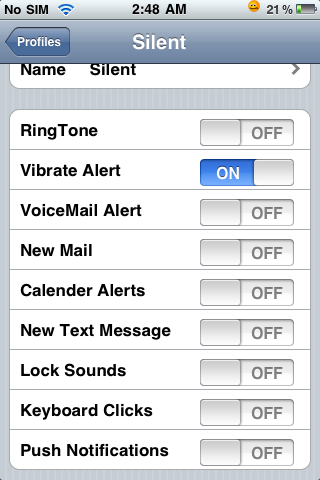 No SIM 2:48 AM 21 %
Profiles Silent
Name Silent
RingTone OFF
Vibrate Alert ON
VoiceMail Alert OFF
New Mail OFF
Calender Alerts OFF
New Text Message OFF
Lock Sounds OFF
Keyboard Clicks OFF
Push Notifications OFF